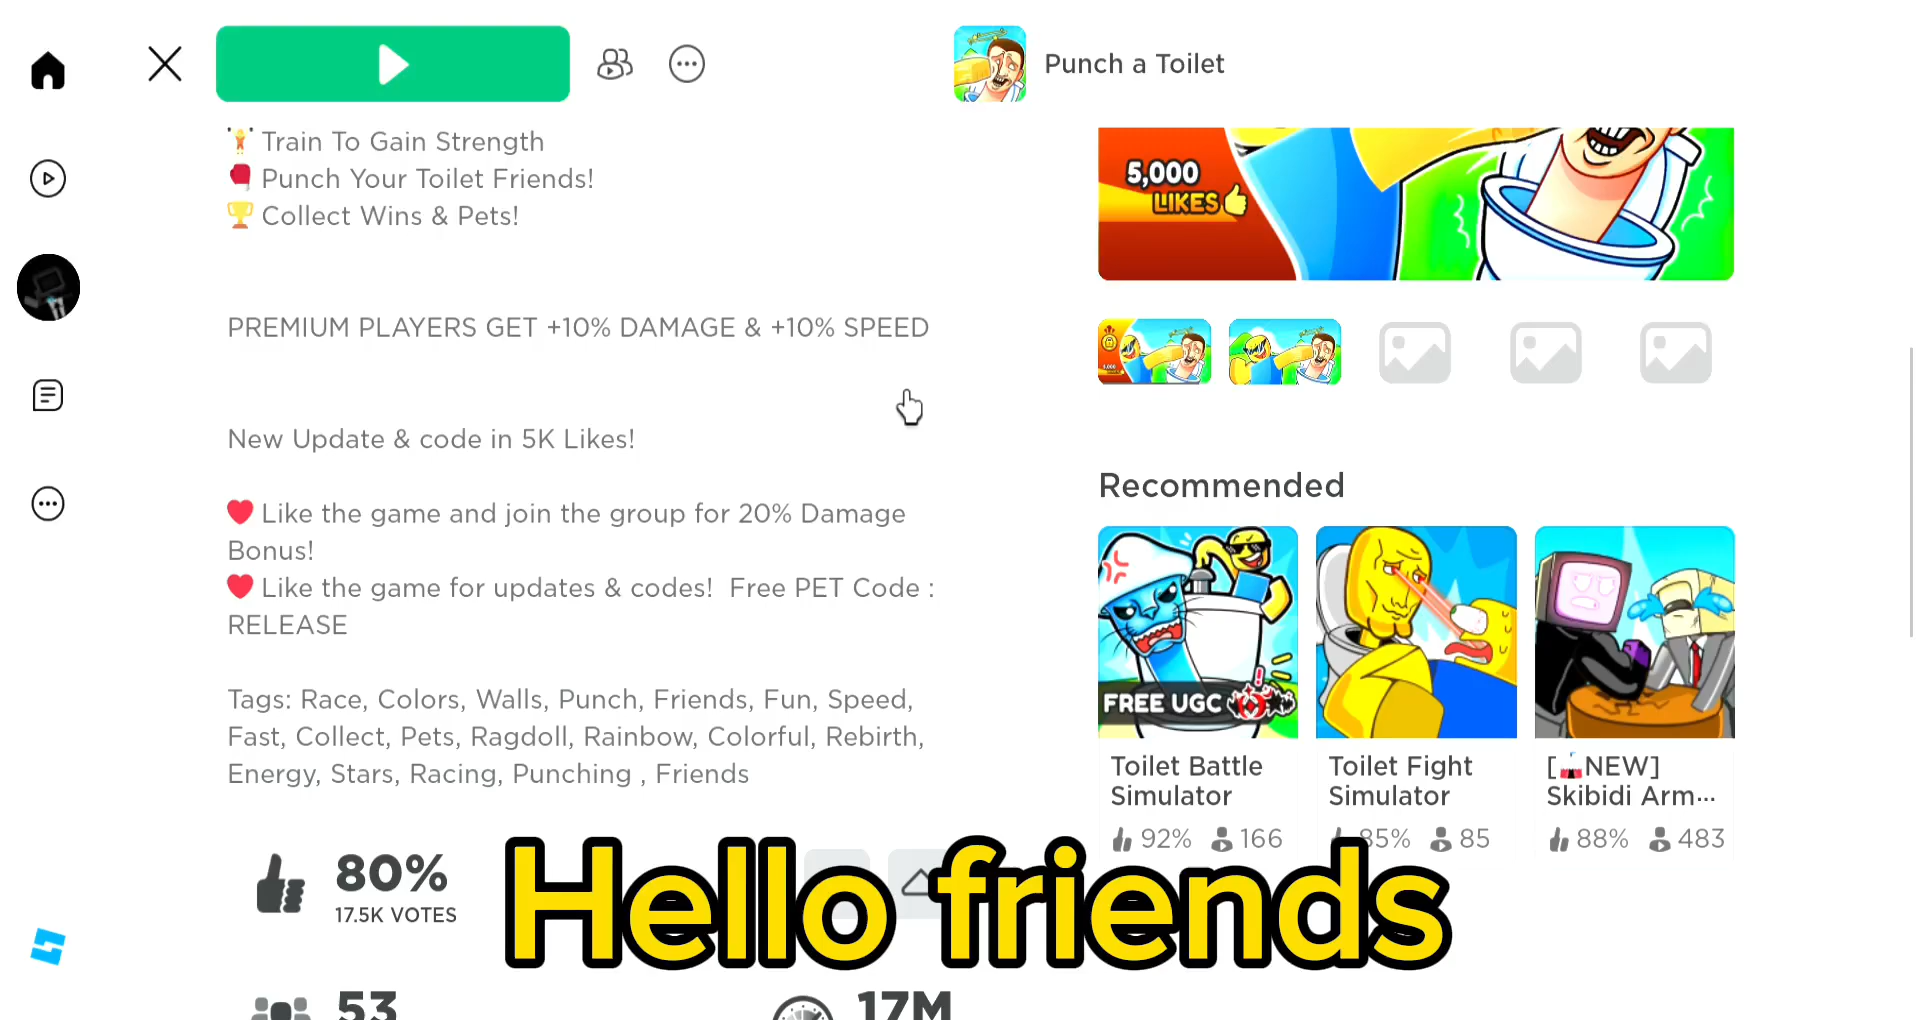 Punch a Toilet
Train To Gain Strength
Punch Your Toilet Friends!
Collect Wins & Pets!
PREMIUM PLAYERS GET +10% DAMAGE & +10% SPEED
New Update & code in 5K Likes!
Like the game and join the group for 20% Damage
Bonus!
Like the game for updates & codes!  Free PET Code :
RELEASE
Tags: Race, Colors, Walls, Punch, Friends, Fun, Speed,
Fast, Collect, Pets, Ragdoll, Rainbow, Colorful, Rebirth,
Energy, Stars, Racing, Punching , Friends
80%
17.5K VOTES
53
17M
5,000
LIKES
Recommended
FREE UGC
Toilet Battle
Simulator
92% 166
Toilet Fight
Simulator
85% 85
[NEW]
Skibidi Arm...
88% 483
Hello friends